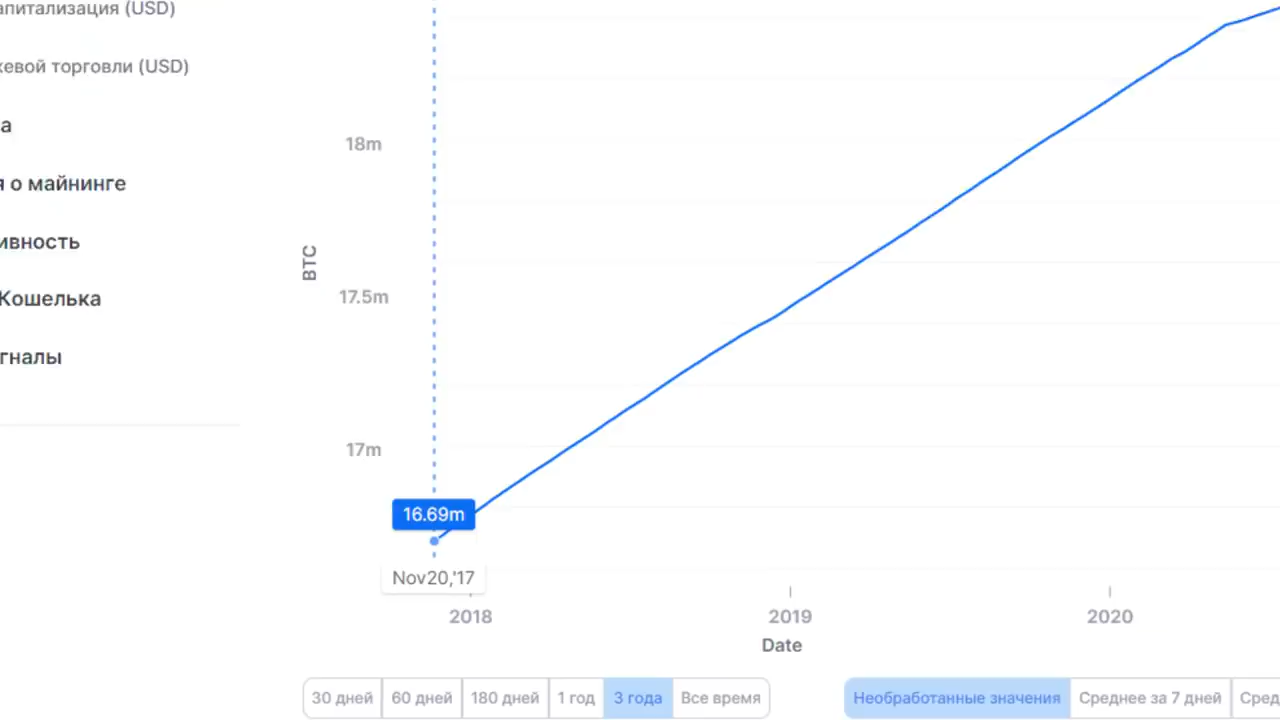 апитализация (USD)
кевой торговли (USD)
а
я о майнинге
ивность
Кошелька
гналы
18m
17.5m
17m
BTC
16.69m
Nov20,'17
2018 2019 2020
Date
30 дней 60 дней 180 дней 1 год 3 года Все время
Необработанные значения Среднее за 7 дней Сред